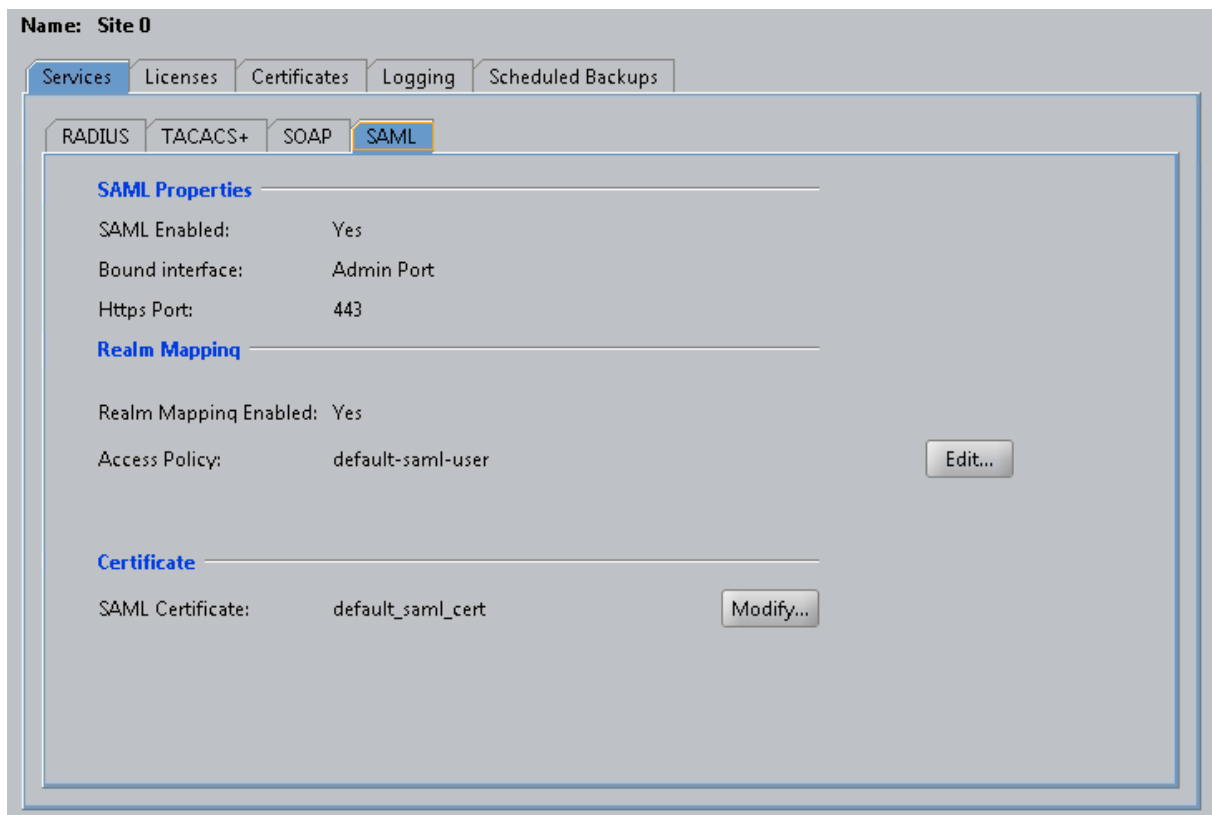 Name: Site 0
Services Licenses Certificates Logging Scheduled Backups
RADIUS TACACS+ SOAP SAML
SAML Properties
SAML Enabled: Yes
Bound interface: Admin Port
Https Port: 443
Realm Mapping
Realm Mapping Enabled: Yes
Access Policy: default-saml-user Edit...
Certificate
SAML Certificate: default_saml_cert Modify...